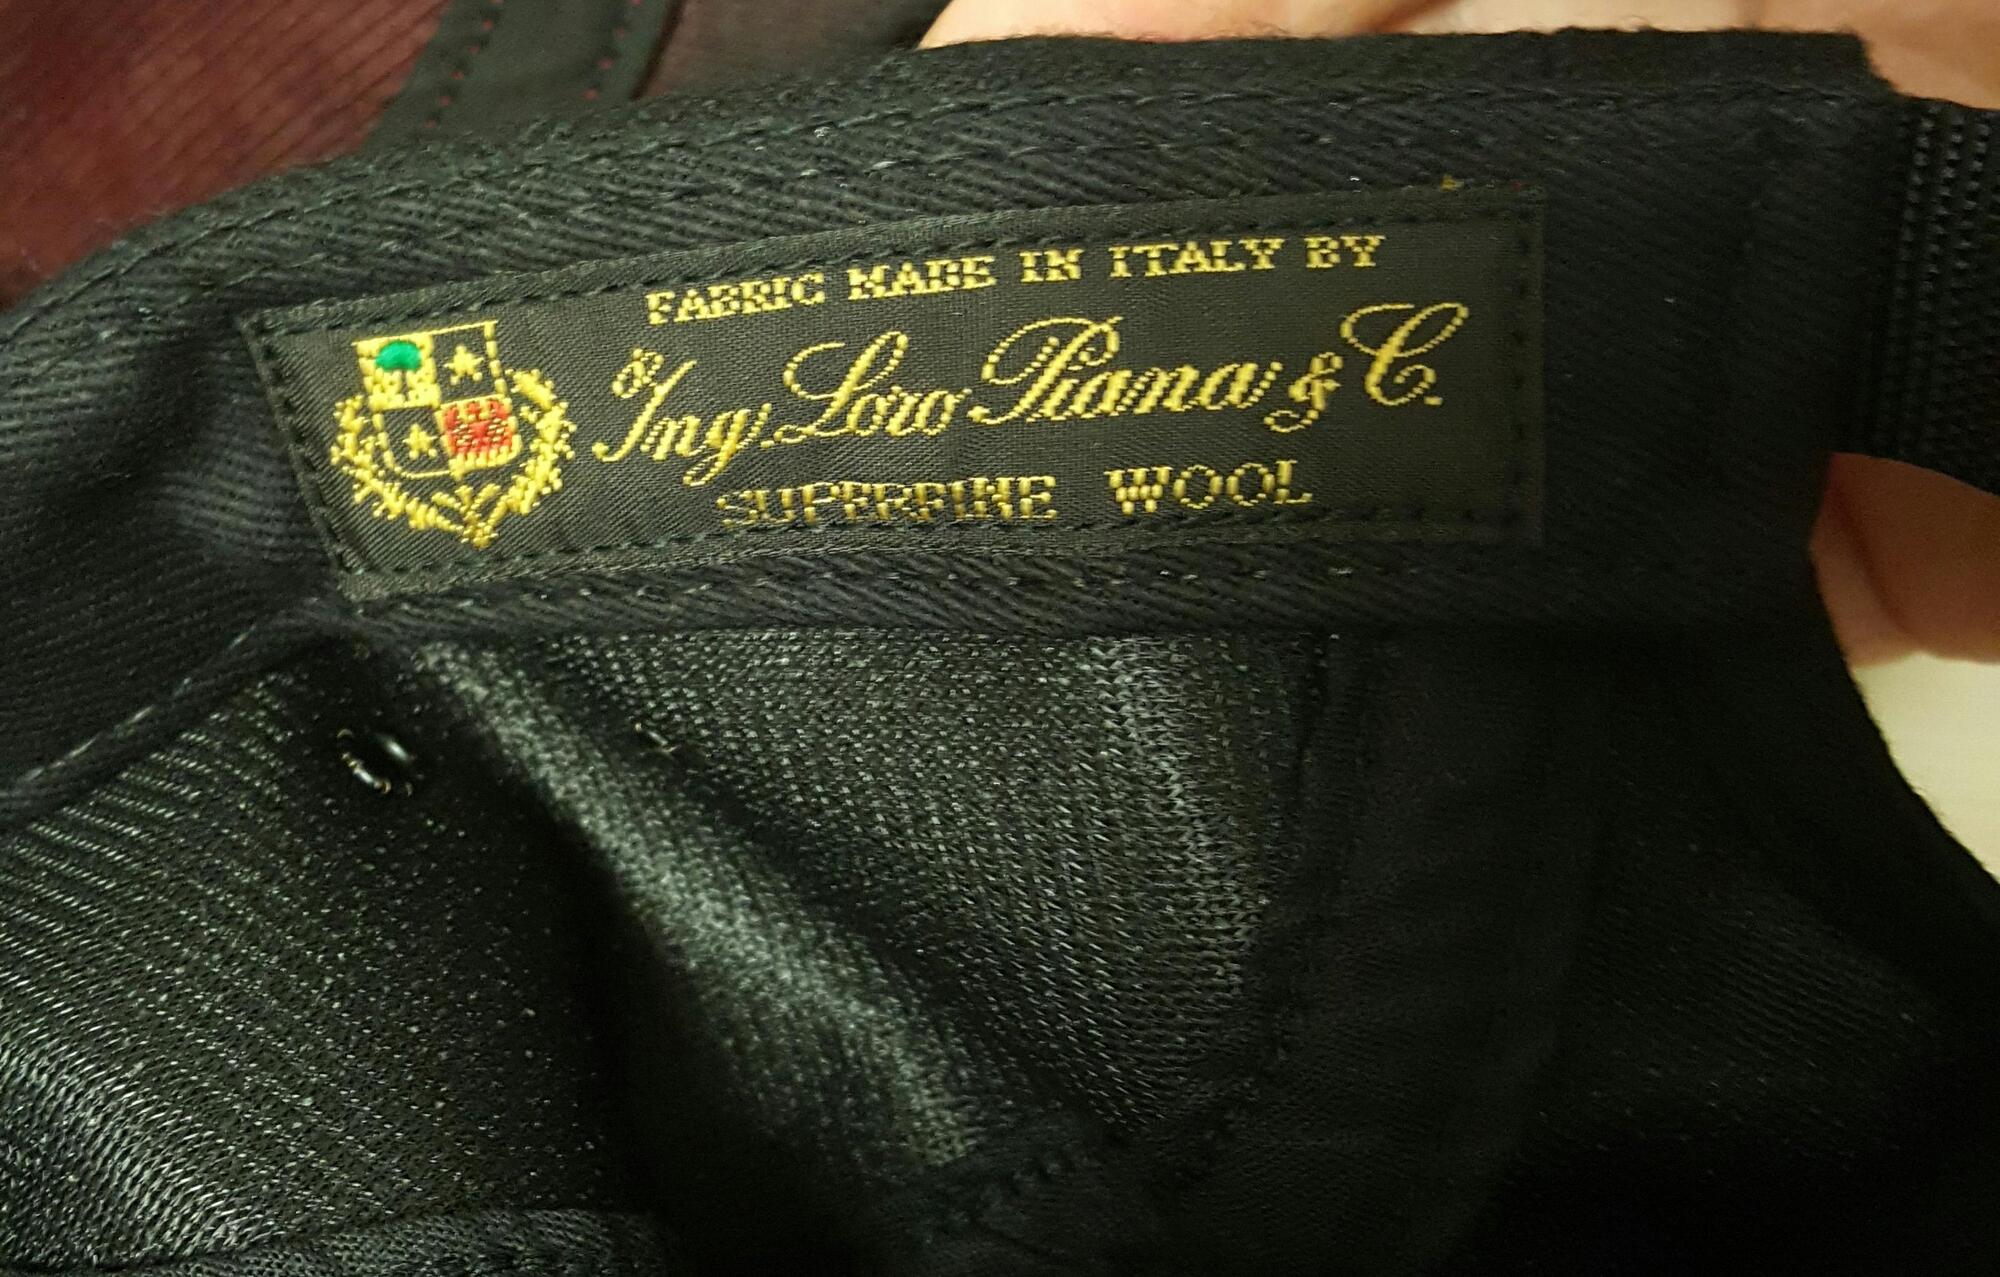 FABRIC MADE IN ITALY BY
Ing. Loro Piana & C.
SUPERFINE WOOL